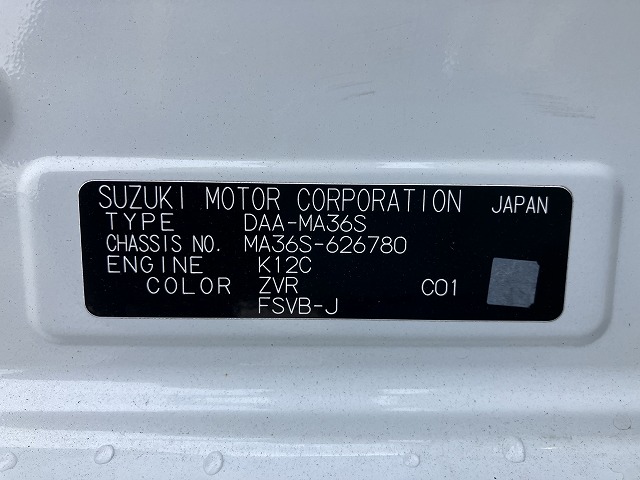 SUZUKI MOTOR CORPORATION JAPAN
TYPE DAA-MA36S
CHASSIS NO. MA36S-626780
ENGINE K12C
COLOR ZVR C01
FSVB-J